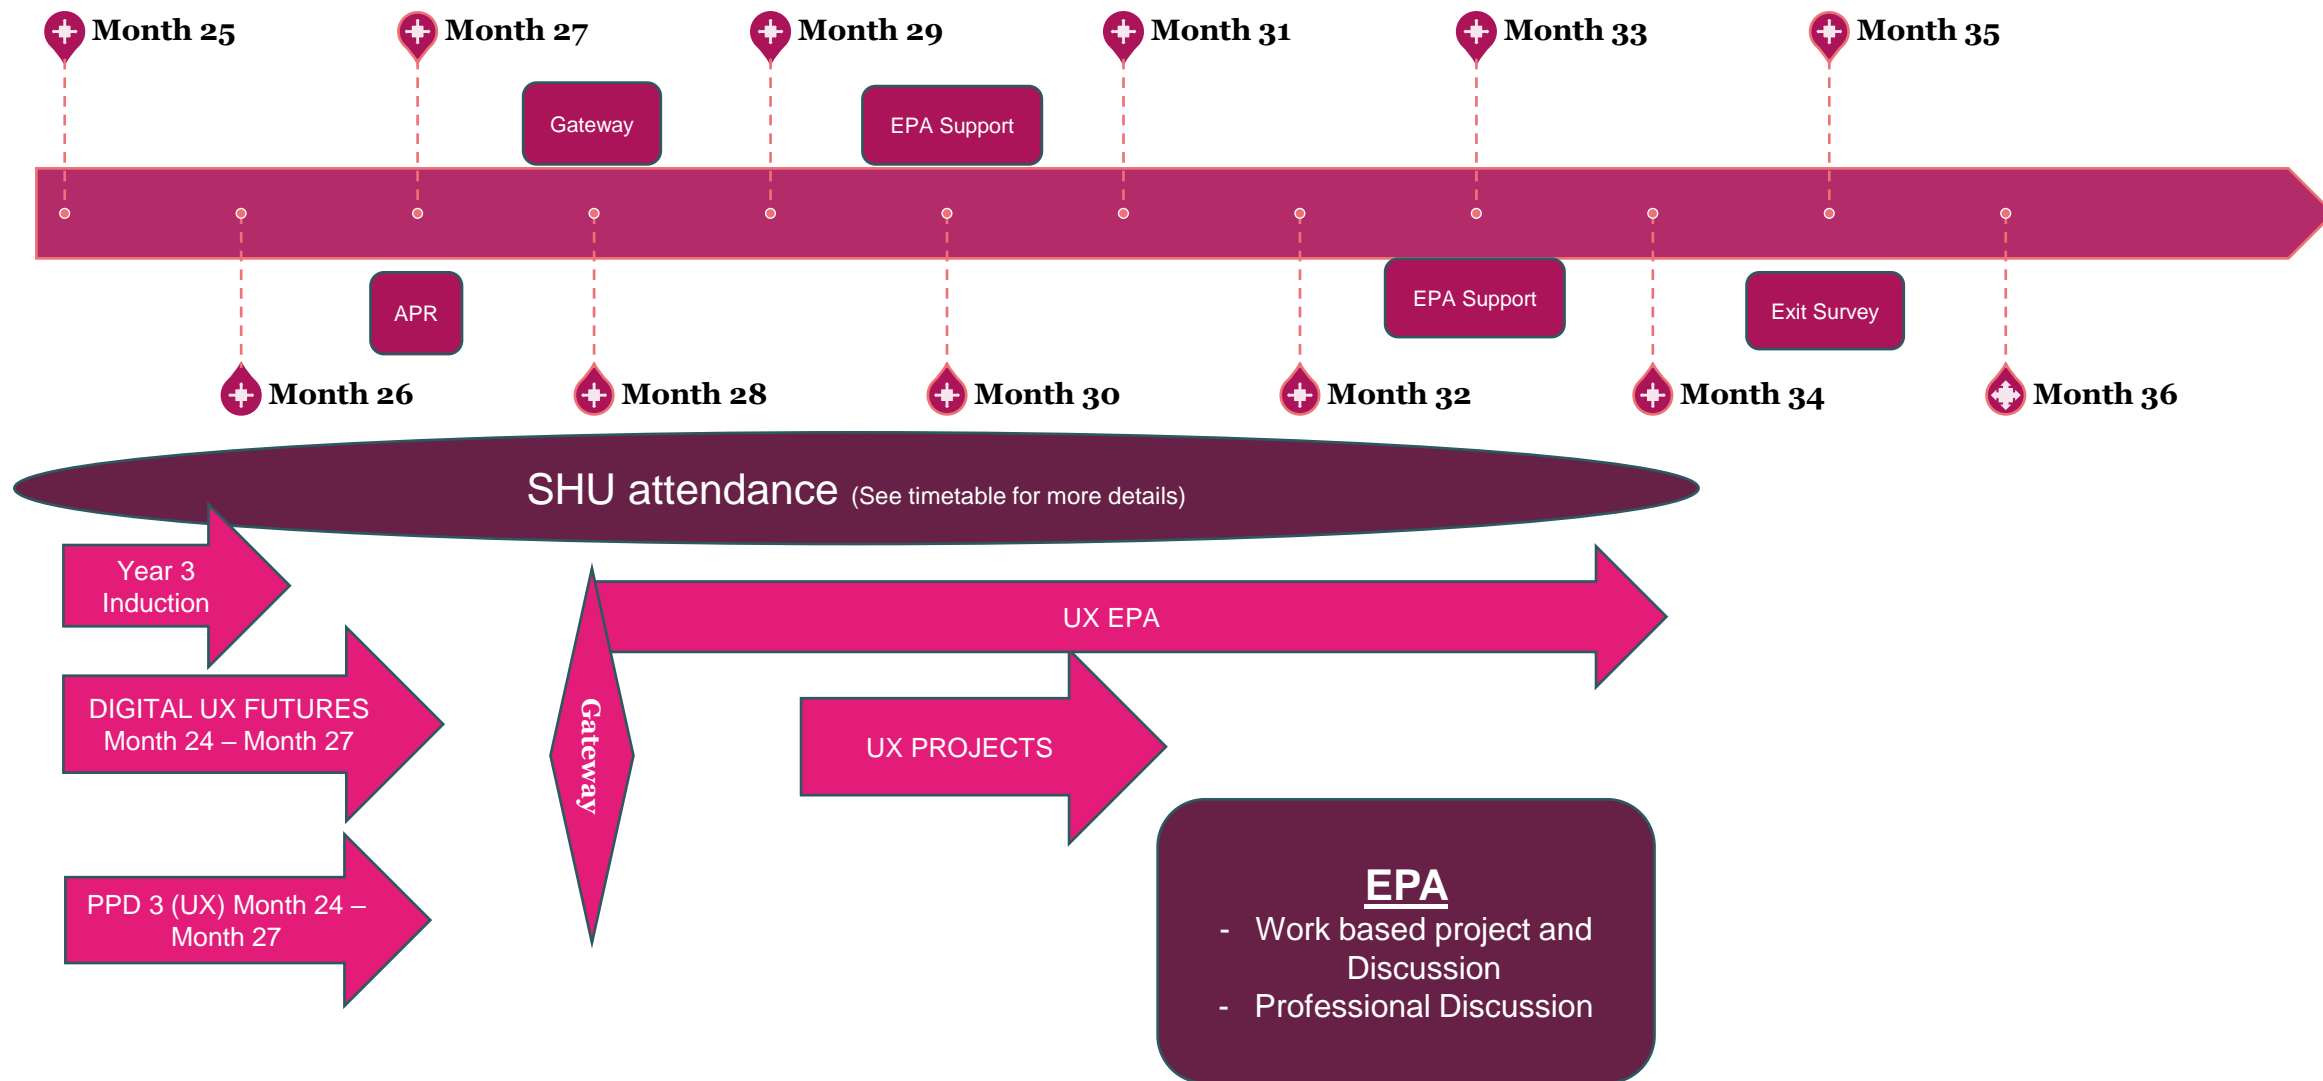 Month 25
Month 27
Month 29
Month 31
Month 33
Month 35
Gateway
EPA Support
APR
EPA Support
Exit Survey
Month 26
Month 28
Month 30
Month 32
Month 34
Month 36
SHU attendance (See timetable for more details)
Year 3
Induction
UX EPA
DIGITAL UX FUTURES
Month 24 – Month 27
Gateway
UX PROJECTS
PPD 3 (UX) Month 24 –
Month 27
EPA
- Work based project and
Discussion
- Professional Discussion